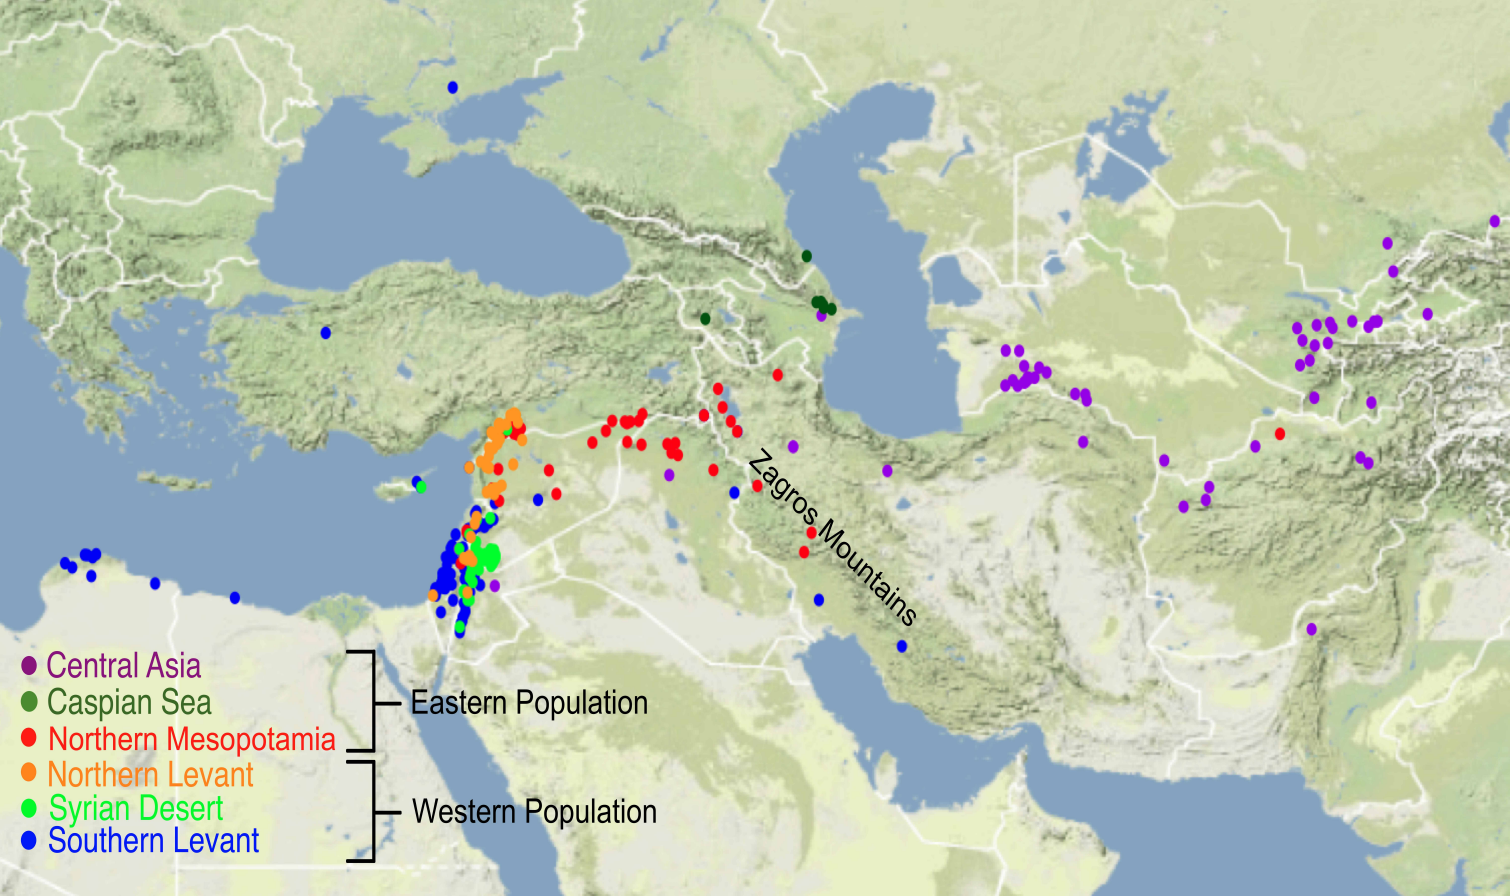 Zagros Mountains
Central Asia
Caspian Sea
Northern Mesopotamia
Eastern Population
Northern Levant
Syrian Desert
Southern Levant
Western Population